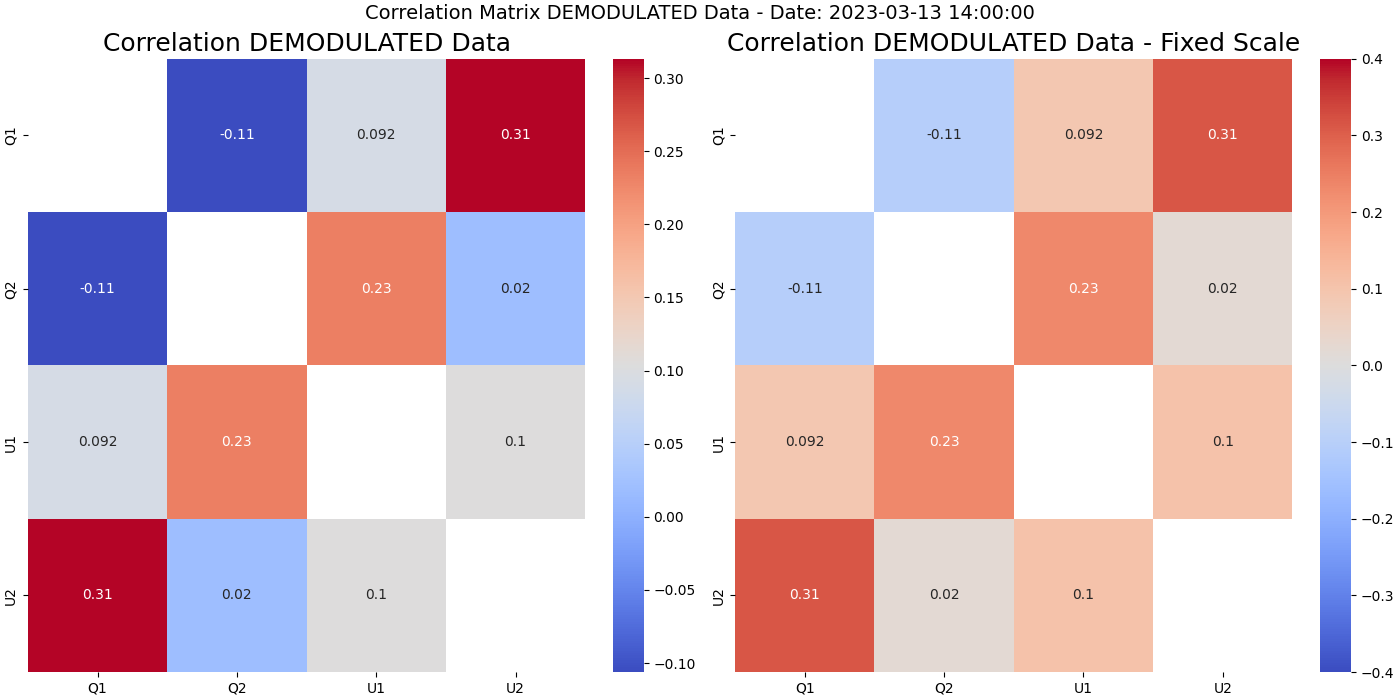 Correlation Matrix DEMODULATED Data - Date: 2023-03-13 14:00:00
Correlation DEMODULATED Data
Q1
-0.11
0.092
0.31
Q2
-0.11
0.23
0.02
U1
0.092
0.23
0.1
U2
0.31
0.02
0.1
Q1
Q2
U1
U2
0.30
0.25
0.20
0.15
0.10
0.05
0.00
−0.05
−0.10
Correlation DEMODULATED Data - Fixed Scale
Q1
-0.11
0.092
0.31
Q2
-0.11
0.23
0.02
U1
0.092
0.23
0.1
U2
0.31
0.02
0.1
Q1
Q2
U1
U2
0.4
0.3
0.2
0.1
0.0
−0.1
−0.2
−0.3
−0.4